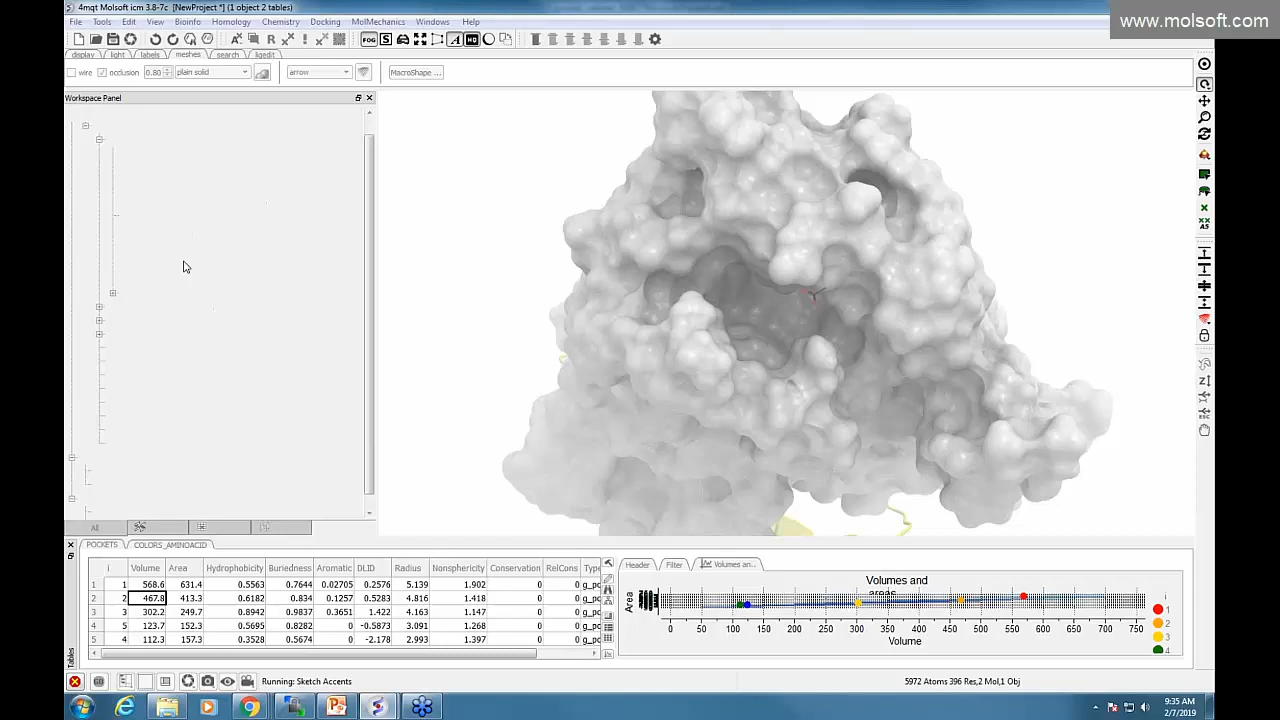 4mqt Molsoft icm 3.8-7c [NewProject *] (1 object 2 tables)
www.molsoft.com
File Tools Edit View Bioinfo Homology Chemistry Docking MolMechanics Windows Help
FOG S A HD
display light labels meshes search ligedit
wire occlusion 0.80 plain solid arrow MacroShape ...
Workspace Panel
All
POCKETS COLORS_AMINOACID
i Volume Area Hydrophobicity Buriedness Aromatic DLID Radius Nonsphericity Conservation RelCons Type
1 1 568.6 631.4 0.5563 0.7644 0.02705 0.2576 5.139 1.902 0 0 g_po
2 2 467.8 413.3 0.6182 0.834 0.1257 0.5283 4.816 1.418 0 0 g_po
3 3 302.2 249.7 0.8942 0.9837 0.3651 1.422 4.163 1.147 0 0 g_po
4 5 123.7 152.3 0.5695 0.8282 0 -0.5873 3.091 1.268 0 0 g_po
5 4 112.3 157.3 0.3528 0.5674 0 -2.178 2.993 1.397 0 0 g_po
Tables
Header Filter Volumes an...
Volumes and
areas
Area
0 50 100 150 200 250 300 350 400 450 500 550 600 650 700 750
Volume
i
1
2
3
4
Running: Sketch Accents
5972 Atoms 396 Res,2 Mol,1 Obj
9:35 AM
2/7/2019